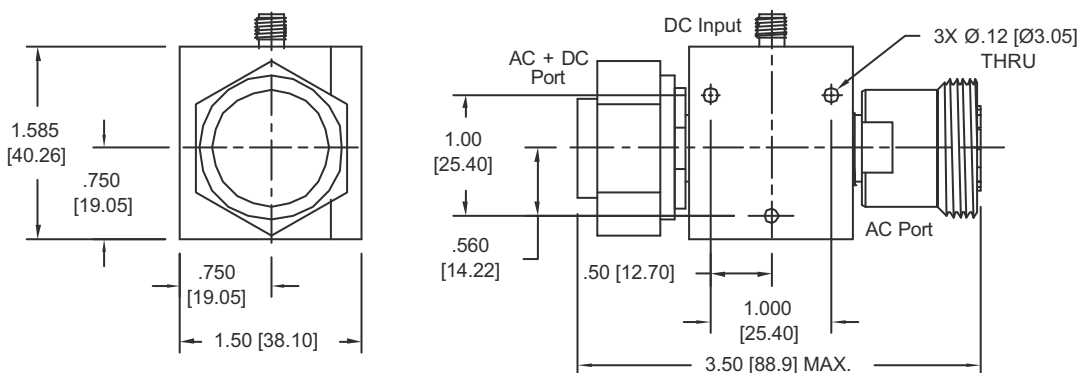 DC Input
3X Ø.12 [Ø3.05]
THRU
AC + DC
Port
1.585
[40.26]
.750
[19.05]
1.00
[25.40]
.560
[14.22]
AC Port
.750
[19.05]
.50 [12.70]
1.000
[25.40]
1.50 [38.10]
3.50 [88.9] MAX.